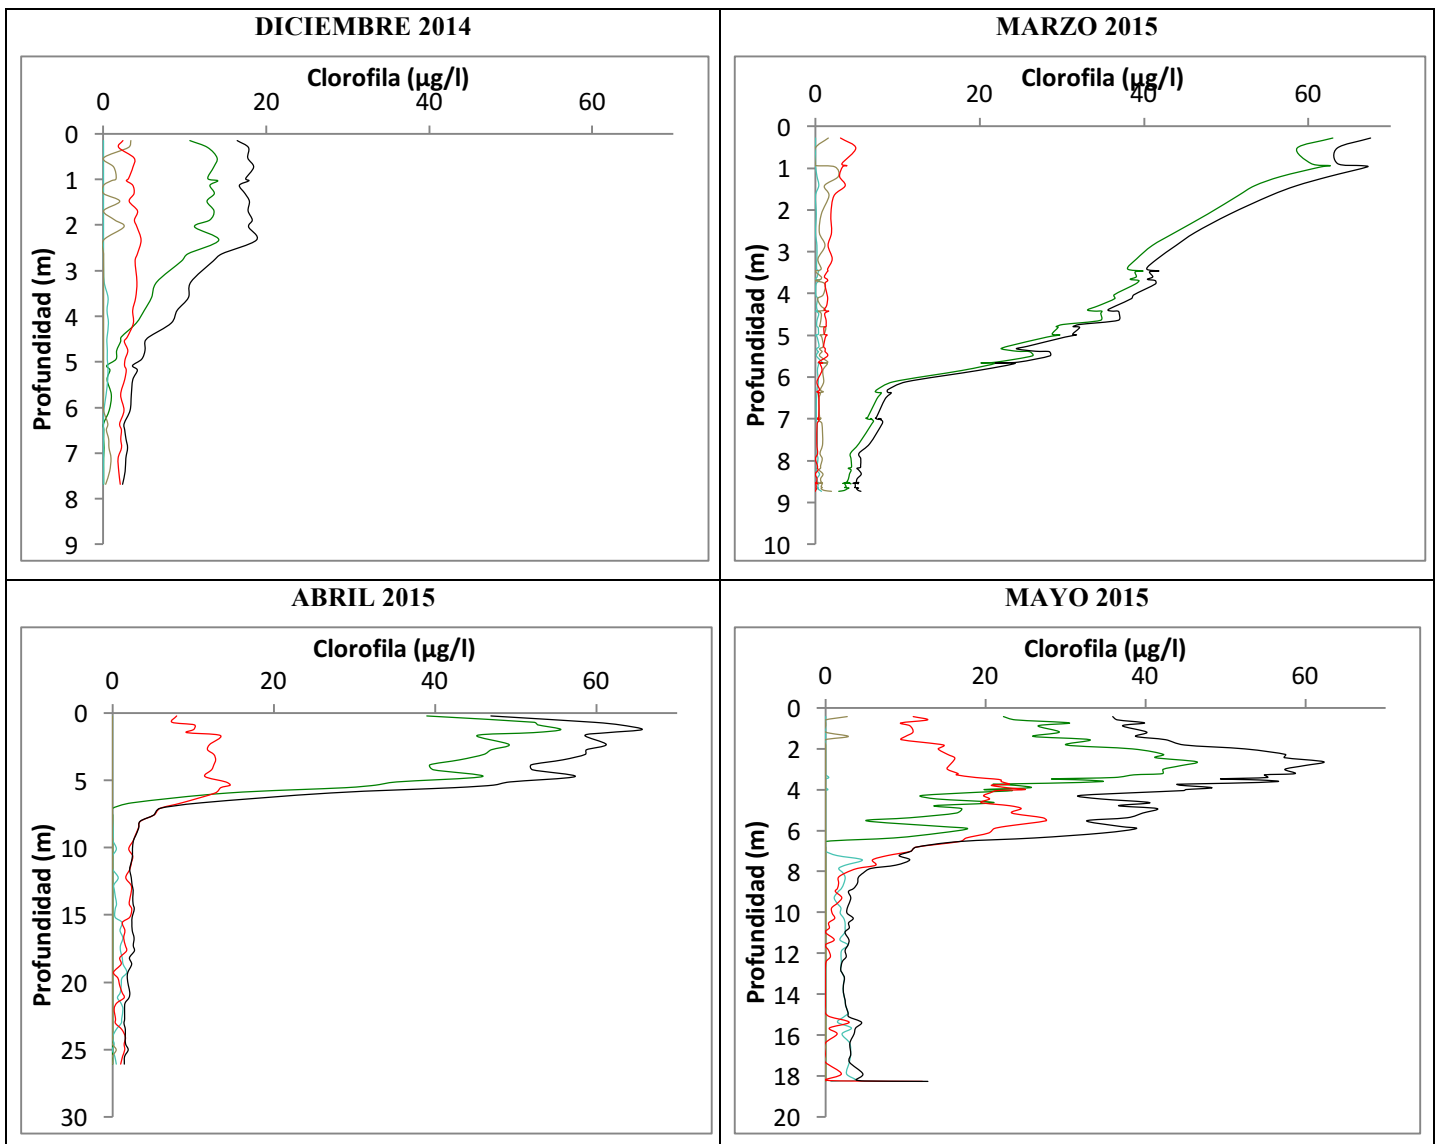 DICIEMBRE 2014
Clorofila (µg/l)
0 20 40 60
Profundidad (m)
0
1
2
3
4
5
6
7
8
9
MARZO 2015
Clorofila (µg/l)
0 20 40 60
Profundidad (m)
0
1
2
3
4
5
6
7
8
9
10
ABRIL 2015
Clorofila (µg/l)
0 20 40 60
Profundidad (m)
0
5
10
15
20
25
30
MAYO 2015
Clorofila (µg/l)
0 20 40 60
Profundidad (m)
0
2
4
6
8
10
12
14
16
18
20